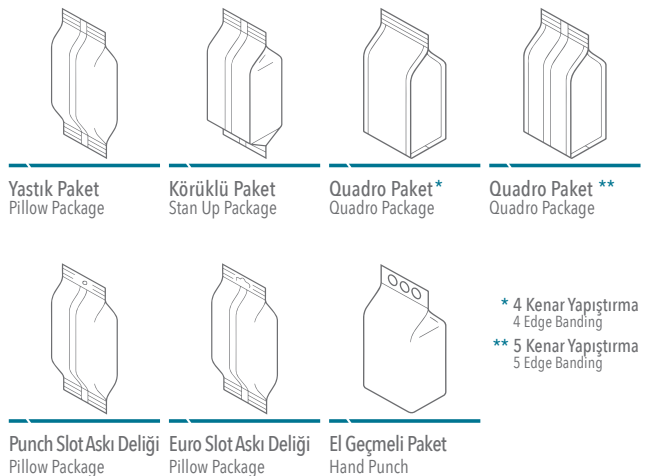 Yastık Paket
Pillow Package
Körüklü Paket
Stan Up Package
Quadro Paket *
Quadro Package
Quadro Paket **
Quadro Package
Punch Slot Askı Deliği
Pillow Package
Euro Slot Askı Deliği
Pillow Package
El Geçmeli Paket
Hand Punch
* 4 Kenar Yapıştırma
4 Edge Banding
** 5 Kenar Yapıştırma
5 Edge Banding